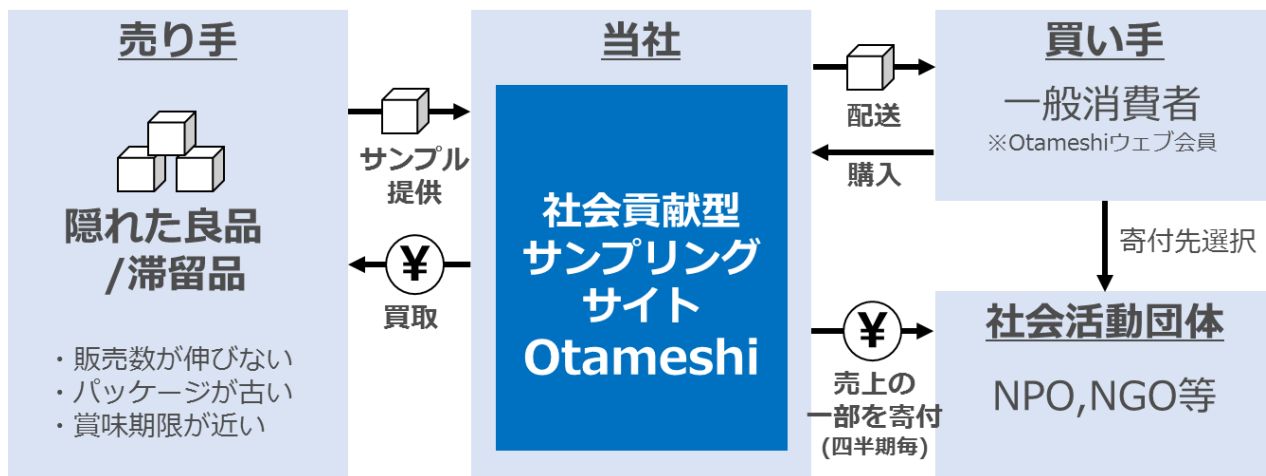 売り手
隠れた良品
/滞留品
・販売数が伸びない
・パッケージが古い
・賞味期限が近い
サンプル
提供
¥
買取
当社
社会貢献型
サンプリング
サイト
Otameshi
配送
購入
¥
売上の
一部を寄付
(四半期毎)
買い手
一般消費者
※Otameshiウェブ会員
寄付先選択
社会活動団体
NPO,NGO等